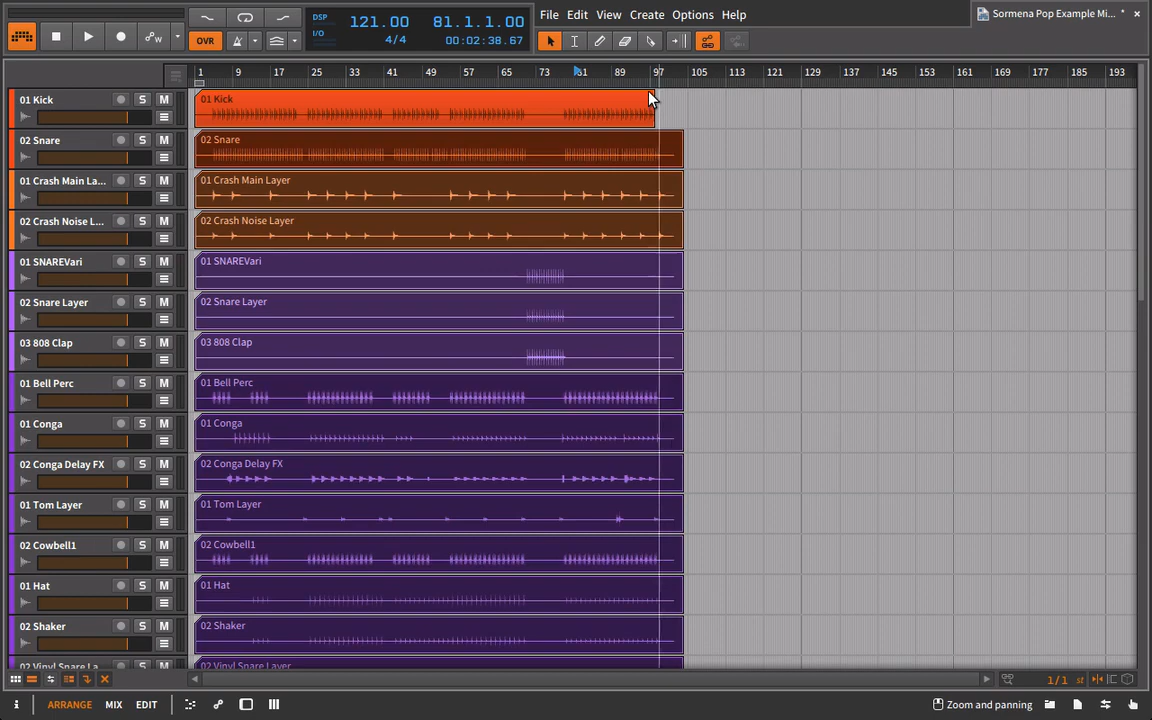 DSP
I/O
121.00
81.1.1.00
4/4
00:02:38.67
OVR
File Edit View Create Options Help
Sormena Pop Example Mi... *
1 9 17 25 33 41 49 57 65 73 81 89 97 105 113 121 129 137 145 153 161 169 177 185 193
01 Kick S M
01 Kick
02 Snare S M
02 Snare
01 Crash Main La... S M
01 Crash Main Layer
02 Crash Noise L... S M
02 Crash Noise Layer
01 SNAREVari S M
01 SNAREVari
02 Snare Layer S M
02 Snare Layer
03 808 Clap S M
03 808 Clap
01 Bell Perc S M
01 Bell Perc
01 Conga S M
01 Conga
02 Conga Delay FX S M
02 Conga Delay FX
01 Tom Layer S M
01 Tom Layer
02 Cowbell1 S M
02 Cowbell1
01 Hat S M
01 Hat
02 Shaker S M
02 Shaker
02 Vinyl Snare La... S M
02 Vinyl Snare Layer
1/1 st
i ARRANGE MIX EDIT
Zoom and panning